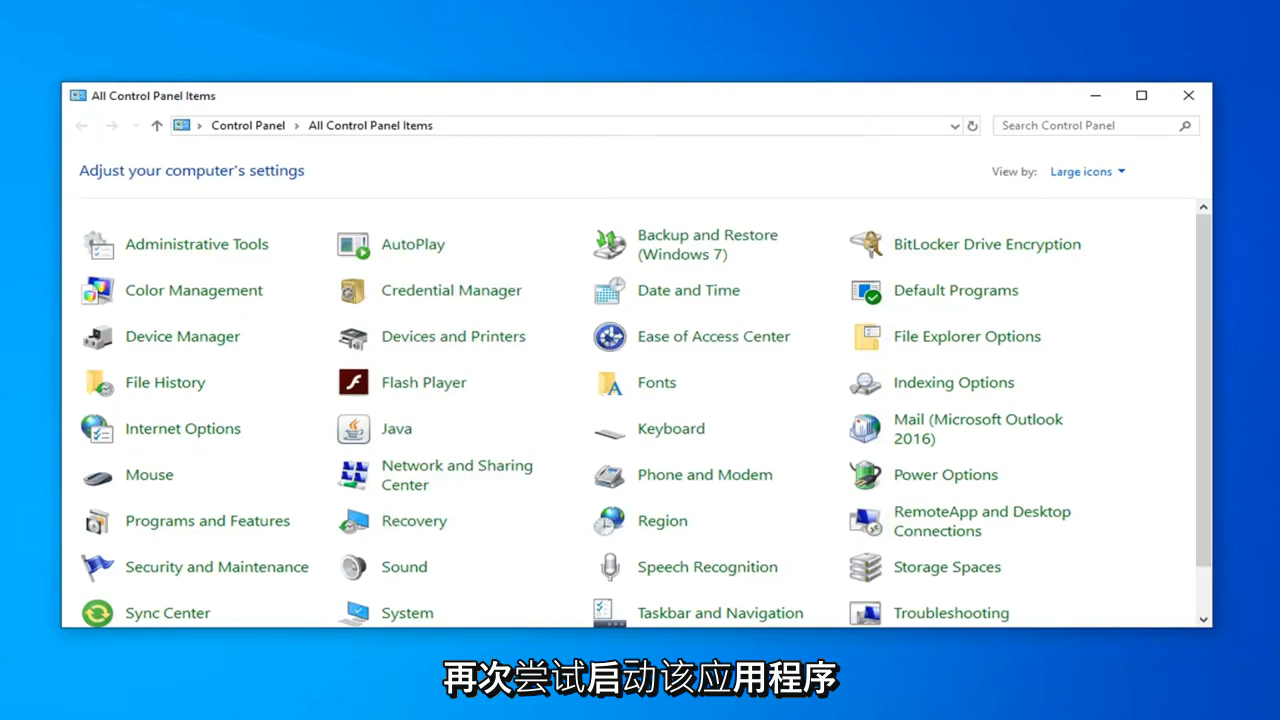 All Control Panel Items
Control Panel > All Control Panel Items
Search Control Panel
Adjust your computer's settings
View by: Large icons
Administrative Tools
AutoPlay
Backup and Restore
(Windows 7)
BitLocker Drive Encryption
Color Management
Credential Manager
Date and Time
Default Programs
Device Manager
Devices and Printers
Ease of Access Center
File Explorer Options
File History
Flash Player
Fonts
Indexing Options
Internet Options
Java
Keyboard
Mail (Microsoft Outlook
2016)
Mouse
Network and Sharing
Center
Phone and Modem
Power Options
Programs and Features
Recovery
Region
RemoteApp and Desktop
Connections
Security and Maintenance
Sound
Speech Recognition
Storage Spaces
Sync Center
System
Taskbar and Navigation
Troubleshooting
再次尝试启动该应用程序